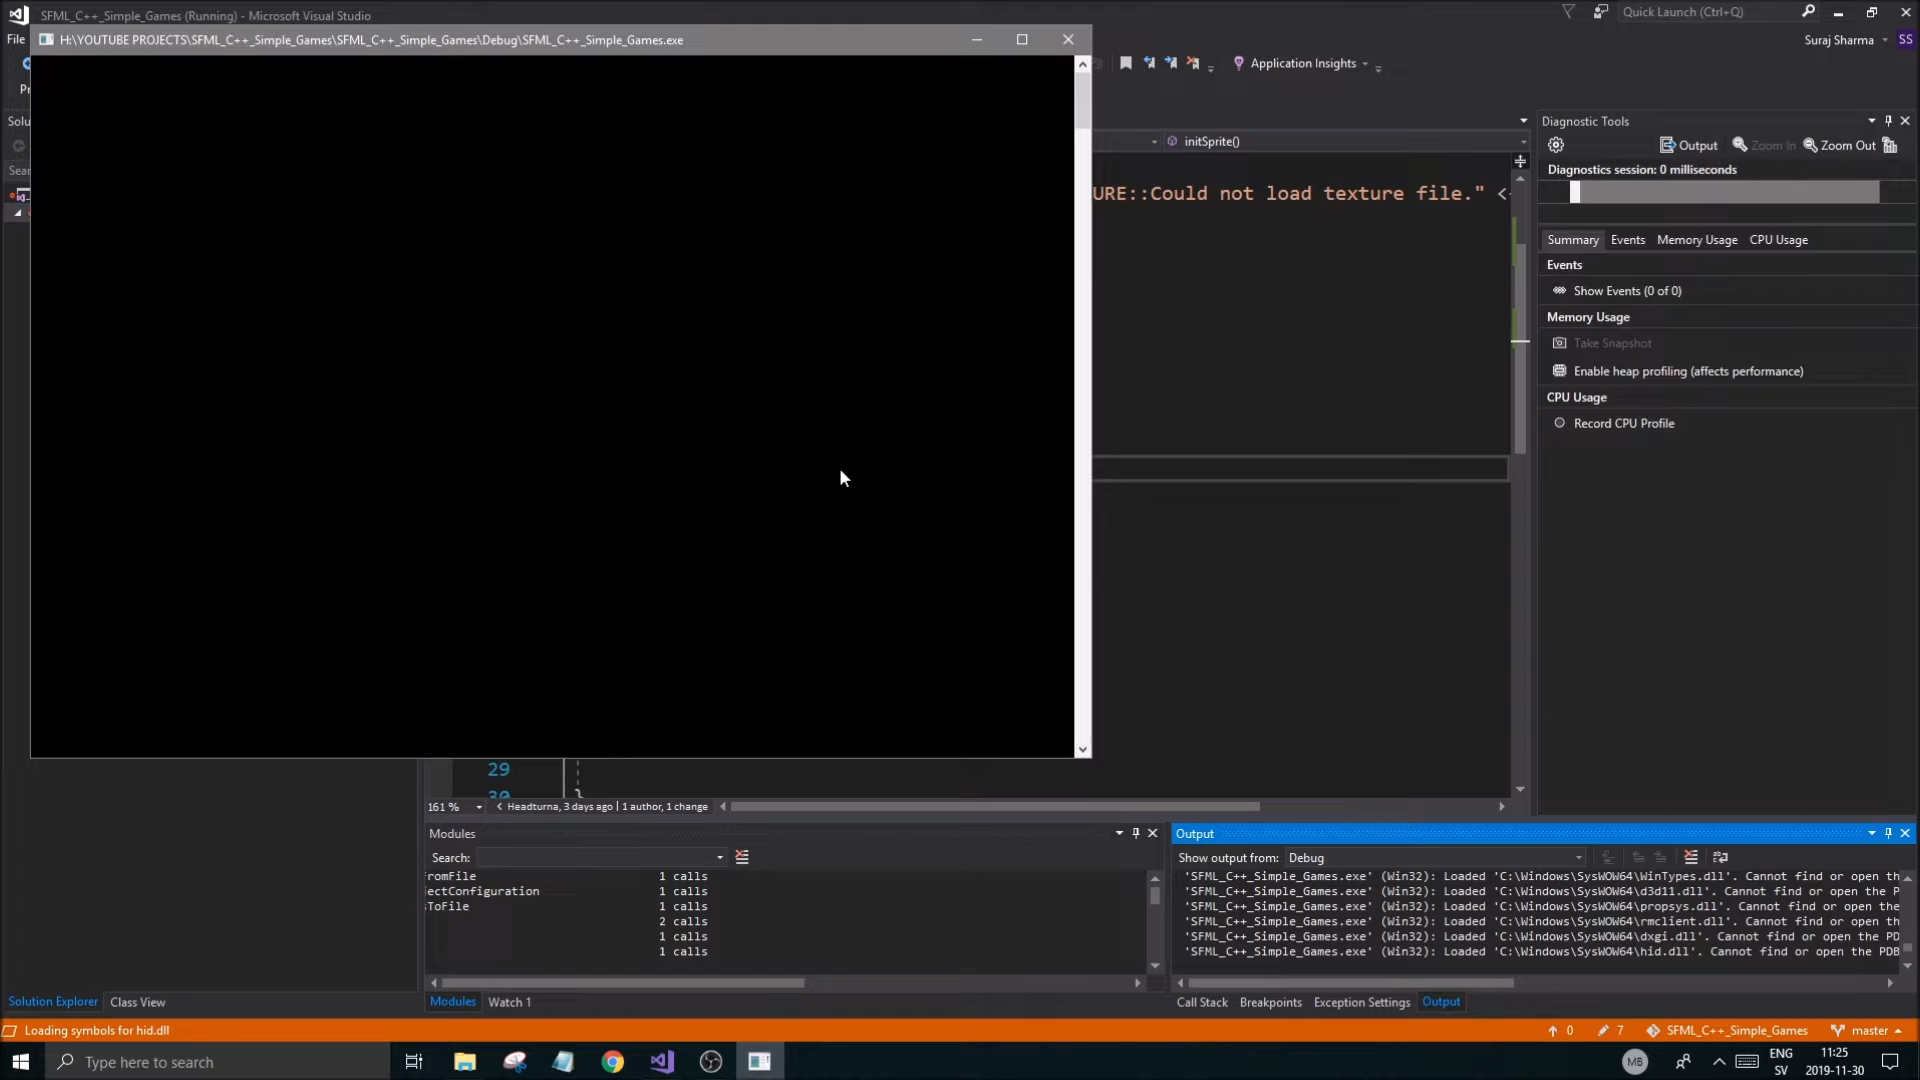 SFML_C++_Simple_Games (Running) - Microsoft Visual Studio
Quick Launch (Ctrl+Q)
File
H:\YOUTUBE PROJECTS\SFML_C++_Simple_Games\SFML_C++_Simple_Games\Debug\SFML_C++_Simple_Games.exe
Suraj Sharma
SS
Application Insights
Pr
Solu
Diagnostic Tools
initSprite()
Output
Zoom In
Zoom Out
Sear
Diagnostics session: 0 milliseconds
URE::Could not load texture file." <
Summary
Events
Memory Usage
CPU Usage
Events
Show Events (0 of 0)
Memory Usage
Take Snapshot
Enable heap profiling (affects performance)
CPU Usage
Record CPU Profile
29
30
}
161 %
Headturna, 3 days ago | 1 author, 1 change
Modules
Output
Search:
Show output from:
Debug
romFile 1 calls
jectConfiguration 1 calls
sToFile 1 calls
2 calls
1 calls
1 calls
'SFML_C++_Simple_Games.exe' (Win32): Loaded 'C:\Windows\SysWOW64\WinTypes.dll'. Cannot find or open th
'SFML_C++_Simple_Games.exe' (Win32): Loaded 'C:\Windows\SysWOW64\d3d11.dll'. Cannot find or open the P
'SFML_C++_Simple_Games.exe' (Win32): Loaded 'C:\Windows\SysWOW64\propsys.dll'. Cannot find or open the
'SFML_C++_Simple_Games.exe' (Win32): Loaded 'C:\Windows\SysWOW64\rmclient.dll'. Cannot find or open th
'SFML_C++_Simple_Games.exe' (Win32): Loaded 'C:\Windows\SysWOW64\dxgi.dll'. Cannot find or open the PD
'SFML_C++_Simple_Games.exe' (Win32): Loaded 'C:\Windows\SysWOW64\hid.dll'. Cannot find or open the PDB
Solution Explorer
Class View
Modules
Watch 1
Call Stack
Breakpoints
Exception Settings
Output
Loading symbols for hid.dll
0
7
SFML_C++_Simple_Games
master
Type here to search
MB
ENG
SV
11:25
2019-11-30